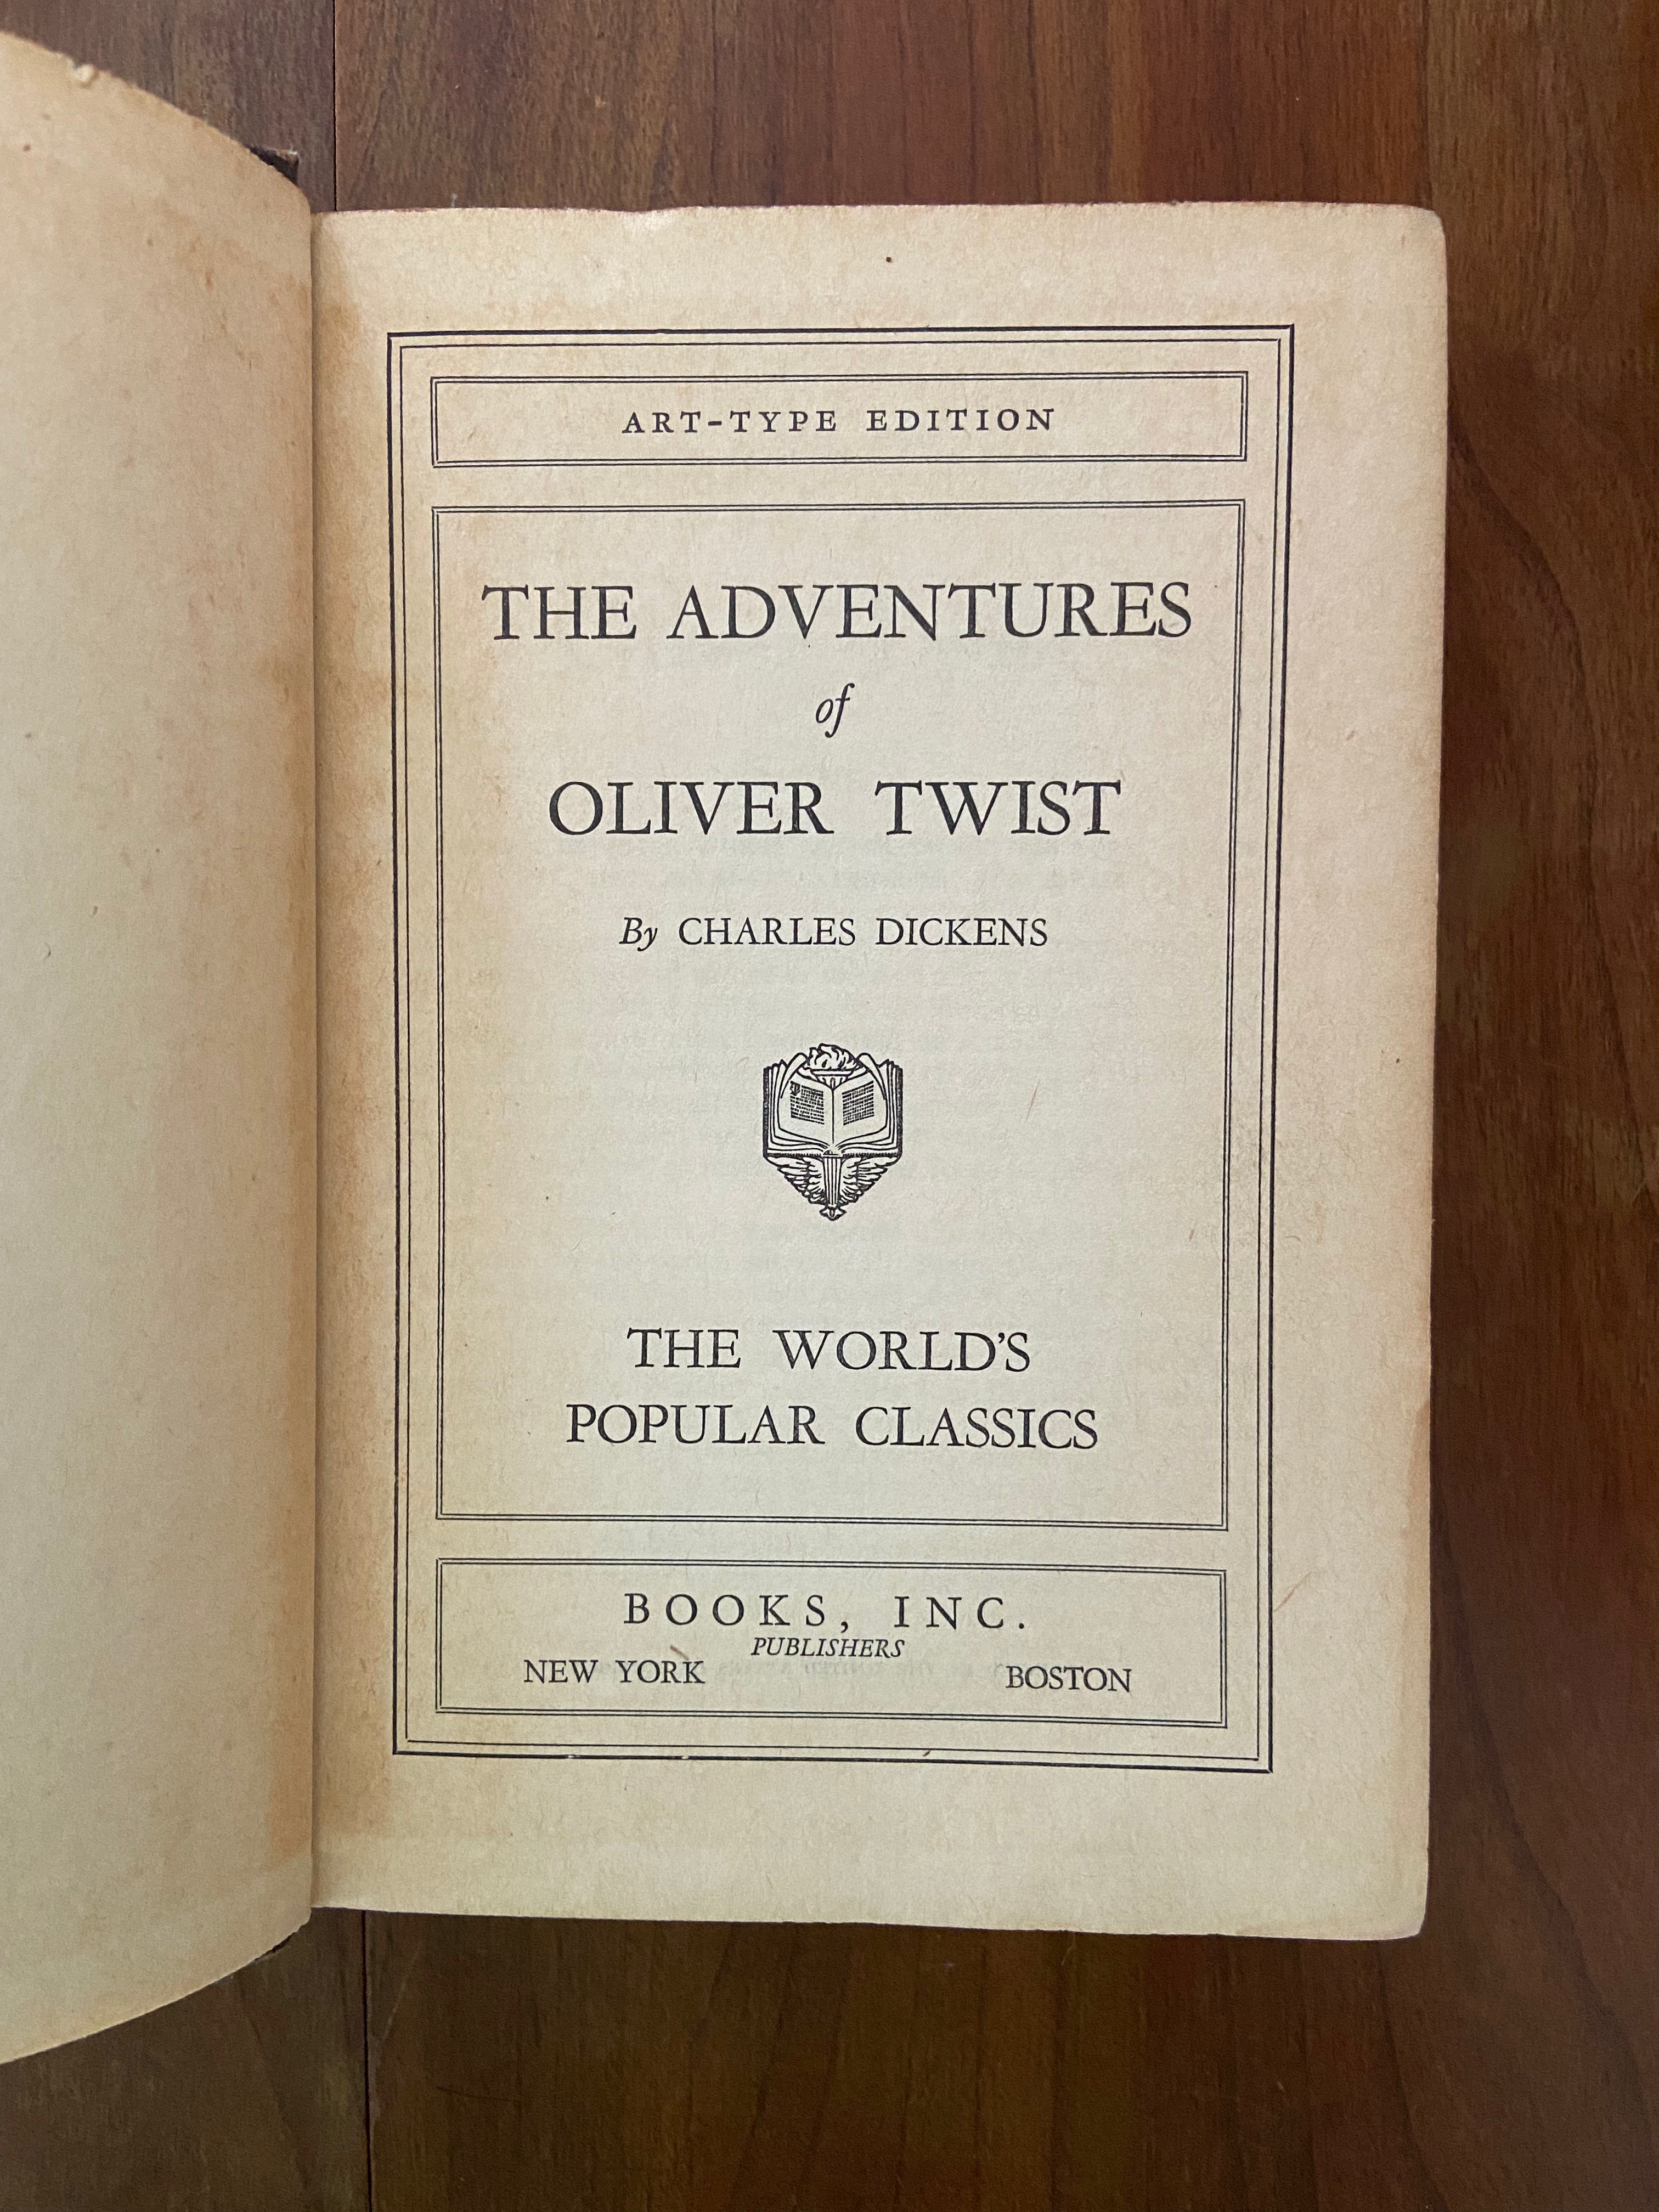 ART-TYPE EDITION
THE ADVENTURES
of
OLIVER TWIST
By CHARLES DICKENS
THE WORLD'S
POPULAR CLASSICS
BOOKS, INC.
PUBLISHERS
NEW YORK BOSTON